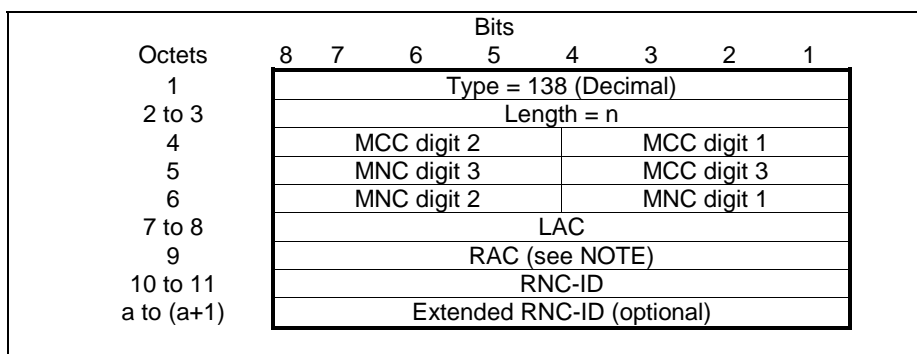 Bits
Octets 8 7 6 5 4 3 2 1
1 Type = 138 (Decimal)
2 to 3 Length = n
4 MCC digit 2 MCC digit 1
5 MNC digit 3 MCC digit 3
6 MNC digit 2 MNC digit 1
7 to 8 LAC
9 RAC (see NOTE)
10 to 11 RNC-ID
a to (a+1) Extended RNC-ID (optional)